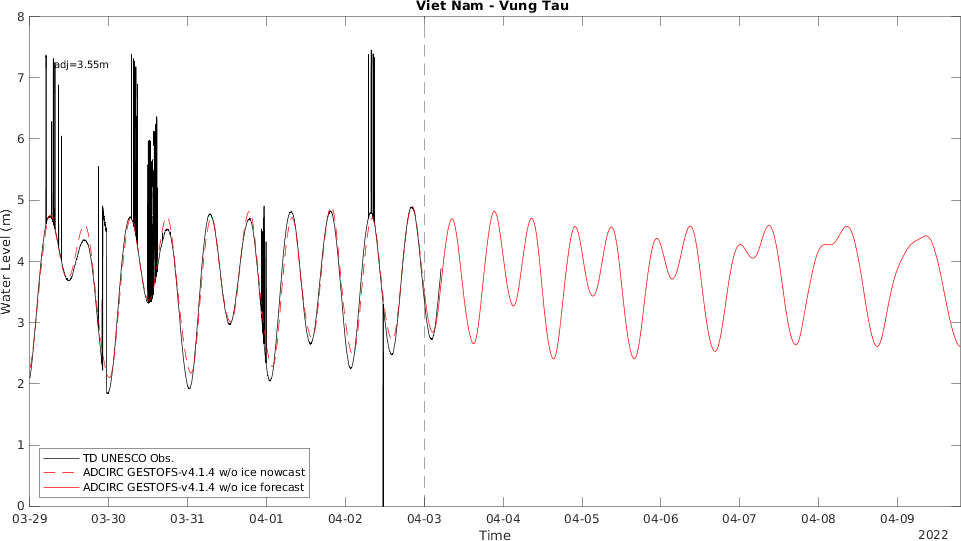 Viet Nam - Vung Tau
8
7
6
5
4
3
2
1
0
Water Level (m)
adj=3.55m
TD UNESCO Obs.
ADCIRC GESTOFS-v4.1.4 w/o ice nowcast
ADCIRC GESTOFS-v4.1.4 w/o ice forecast
03-29 03-30 03-31 04-01 04-02 04-03 04-04 04-05 04-06 04-07 04-08 04-09
Time
2022